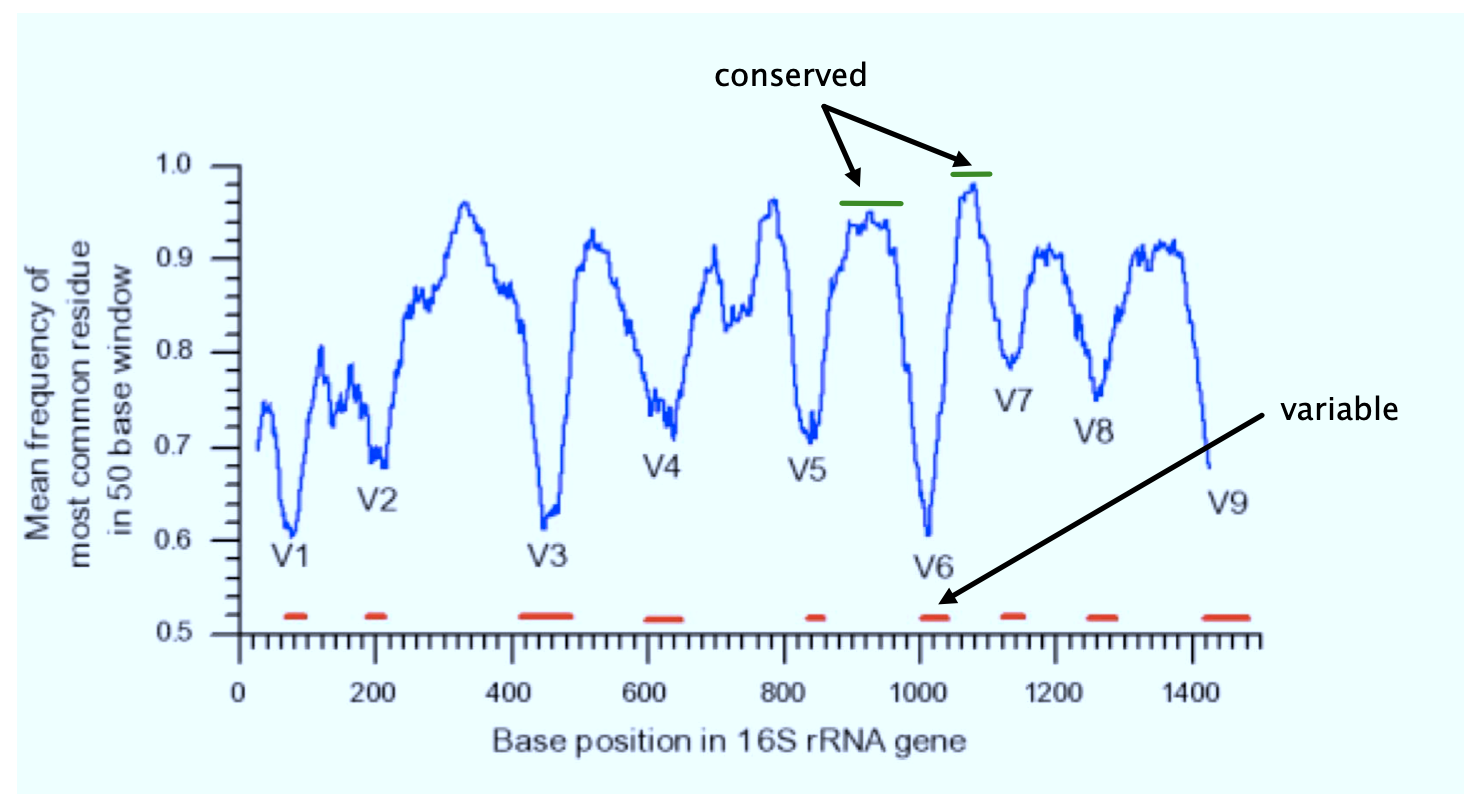 conserved
1.0
0.9
0.8
0.7
0.6
0.5
Mean frequency of
most common residue
in 50 base window
V1
V2
V3
V4
V5
V6
V7
V8
V9
variable
0
200
400
600
800
1000
1200
1400
Base position in 16S rRNA gene